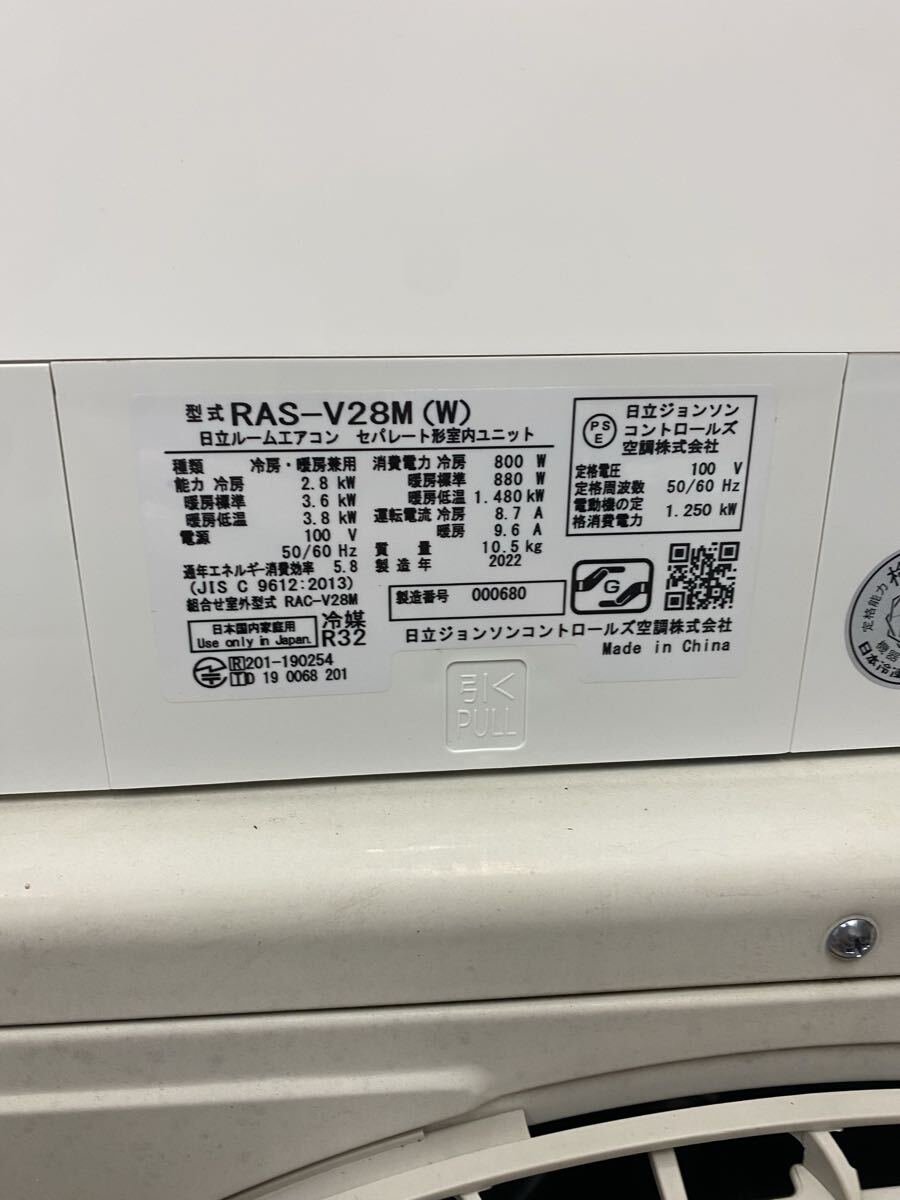 型式 RAS-V28M (W)
日立ルームエアコン セパレート形室内ユニット
種類 冷房・暖房兼用
能力 冷房 2.8 kW
暖房標準 3.6 kW
暖房低温 3.8 kW
電源 100 V
50/60 Hz
通年エネルギー消費効率 5.8
(JIS C 9612:2013)
組合せ室外型式 RAC-V28M
消費電力 冷房 800 W
暖房標準 880 W
暖房低温 1.480 kW
運転電流 冷房 8.7 A
暖房 9.6 A
質量 10.5 kg
製造年 2022
製造番号 000680
PS
E
日立ジョンソン
コントロールズ
空調株式会社
定格電圧 100 V
定格周波数 50/60 Hz
電動機の定
格消費電力 1.250 kW
G
日本国内家庭用
Use only in Japan
冷媒
R32
R 201-190254
T D 19 0068 201
日立ジョンソンコントロールズ空調株式会社
Made in China
引く
PULL
定格能力
機器
日本冷